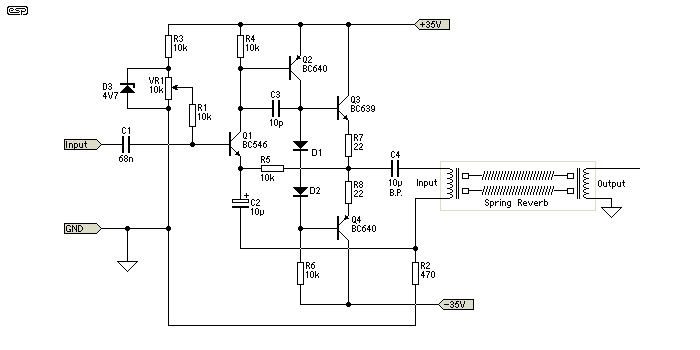 esp
+35V
R3
10k
R4
10k
Q2
BC640
D3
4V7
VR1
10k
C3
10p
Q3
BC639
R1
10k
R7
22
Input
C1
68n
Q1
BC546
D1
R5
10k
C4
10µ
B.P.
Input
Output
Spring Reverb
D2
R8
22
C2
10µ
+
Q4
BC640
GND
R6
10k
R2
470
-35V